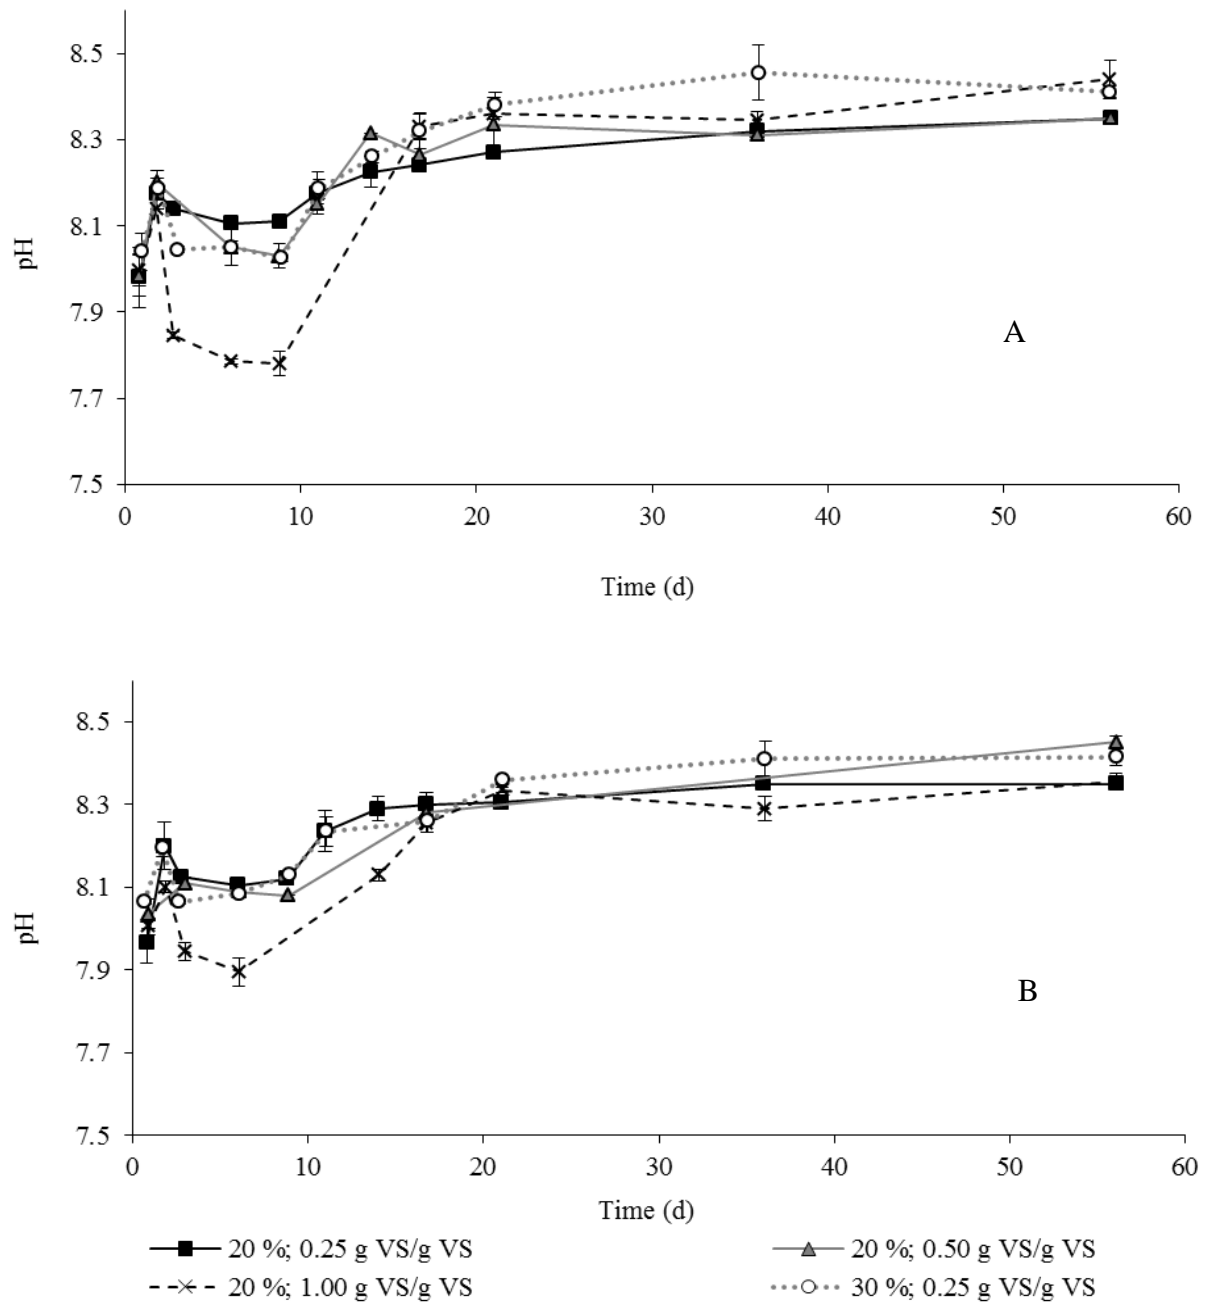 8.5
8.3
8.1
7.9
7.7
7.5
pH
A
0 10 20 30 40 50 60
Time (d)
8.5
8.3
8.1
7.9
7.7
7.5
pH
B
0 10 20 30 40 50 60
Time (d)
20 %; 0.25 g VS/g VS 20 %; 0.50 g VS/g VS
20 %; 1.00 g VS/g VS 30 %; 0.25 g VS/g VS